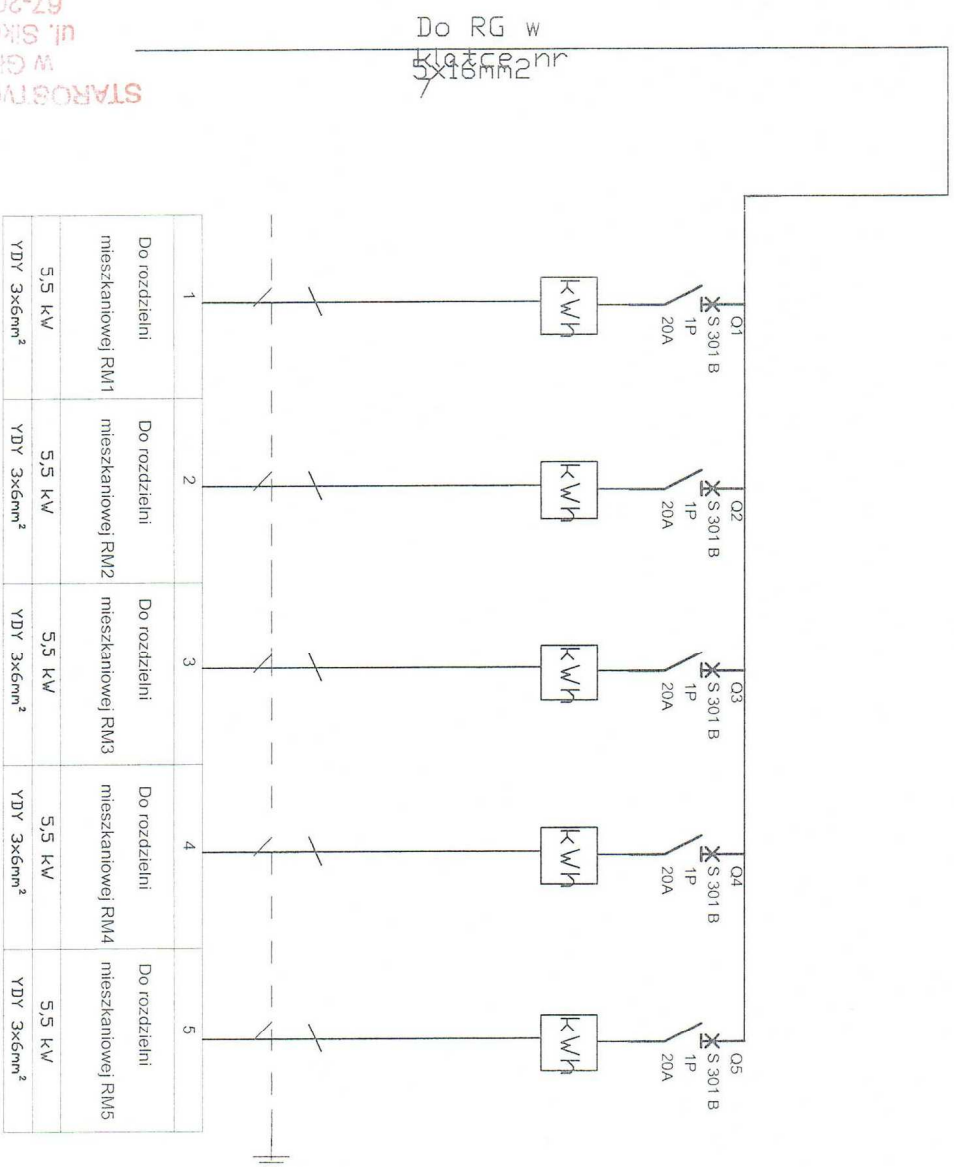 Do RG w
klatce nr
5x16mm2
7
Q1
S 301 B
1P
20A
kWh
Q2
S 301 B
1P
20A
kWh
Q3
S 301 B
1P
20A
kWh
Q4
S 301 B
1P
20A
kWh
Q5
S 301 B
1P
20A
kWh
1
Do rozdzielni
mieszkaniowej RM1
5,5 kW
YDY 3x6mm²
2
Do rozdzielni
mieszkaniowej RM2
5,5 kW
YDY 3x6mm²
3
Do rozdzielni
mieszkaniowej RM3
5,5 kW
YDY 3x6mm²
4
Do rozdzielni
mieszkaniowej RM4
5,5 kW
YDY 3x6mm²
5
Do rozdzielni
mieszkaniowej RM5
5,5 kW
YDY 3x6mm²
ul.